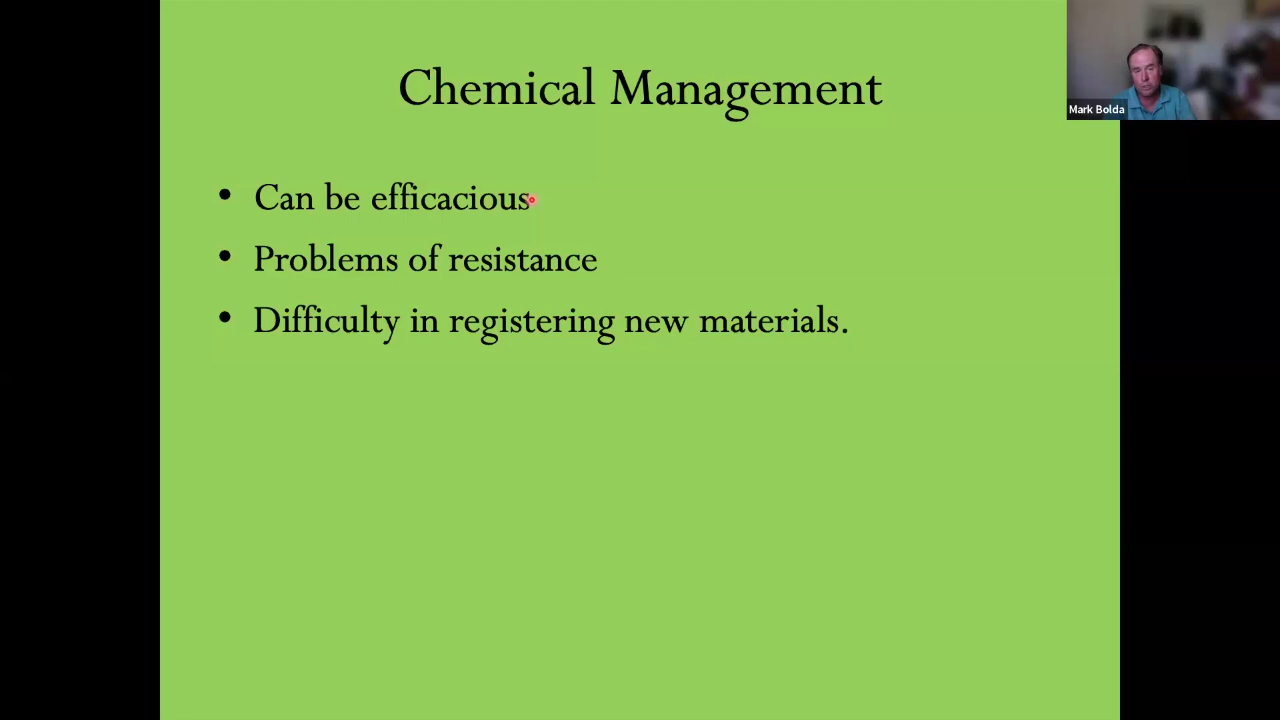 Chemical Management
Mark Bolda
• Can be efficacious
• Problems of resistance
• Difficulty in registering new materials.